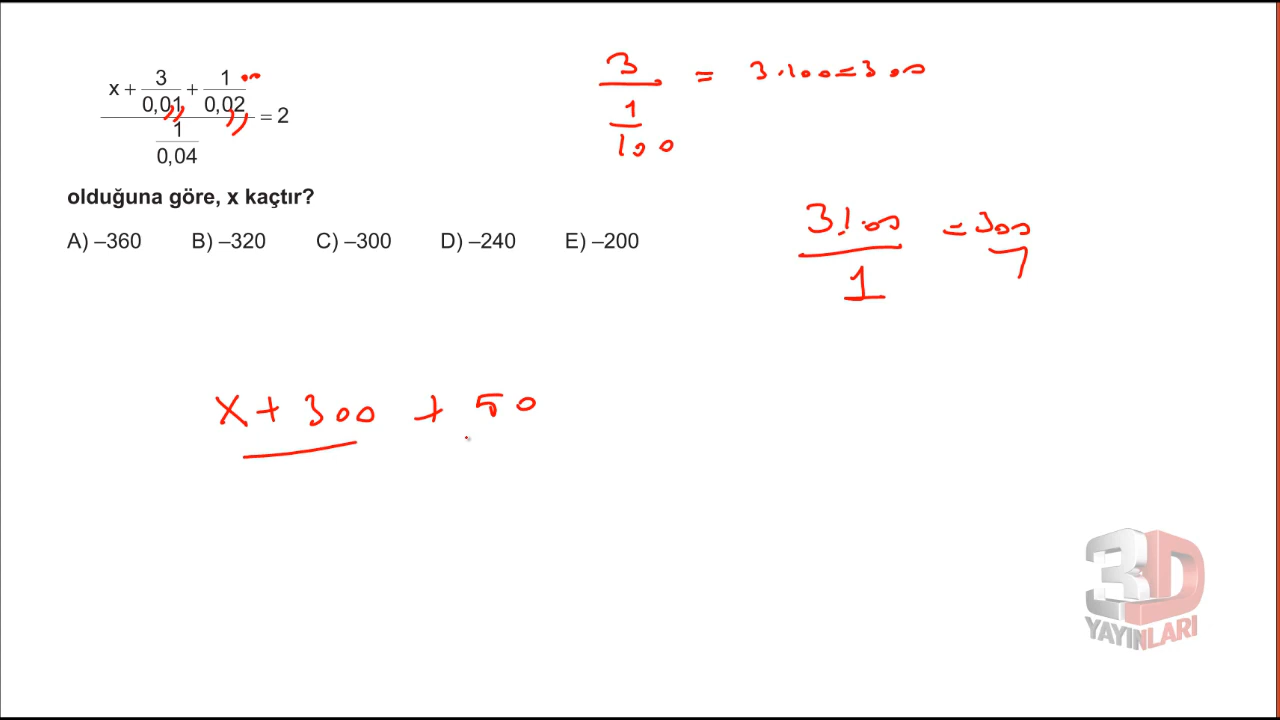 x + 3/0,01 + 1/0,02 00
1/0,04
= 2
olduğuna göre, x kaçtır?
A) –360 B) –320 C) –300 D) –240 E) –200
3/(1/100) = 3.100=300
3.100/1 = 300
x + 300 + 50
3D
YAYINLARI